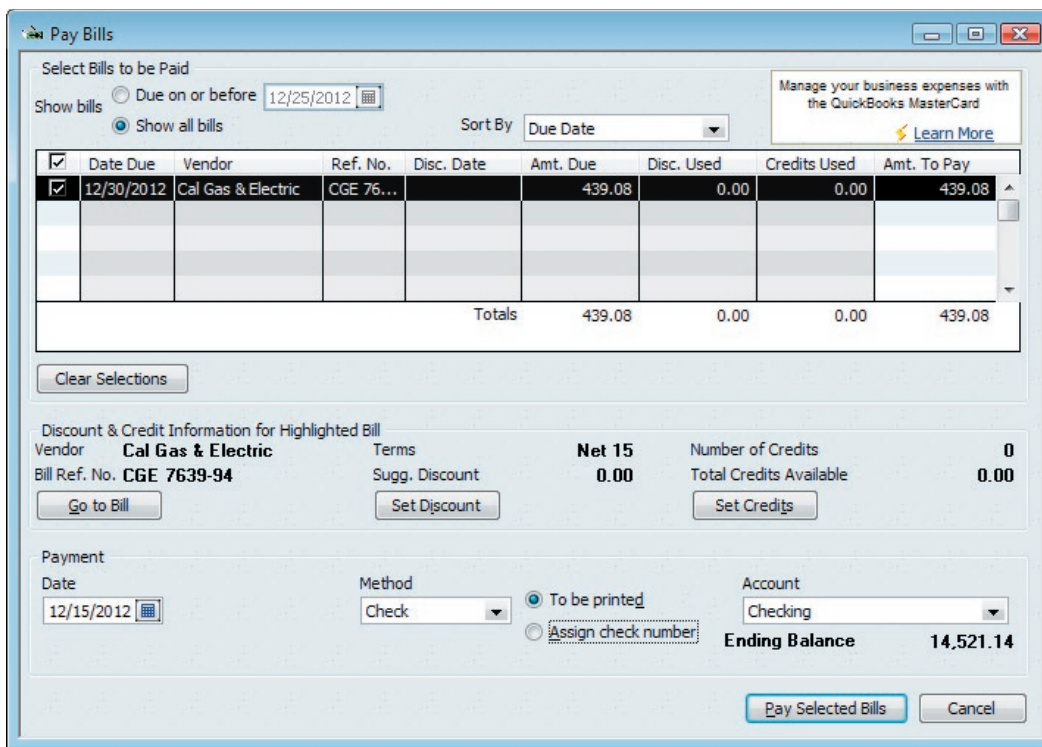 Pay Bills
Select Bills to be Paid
Show bills
Due on or before 12/25/2012
Show all bills
Sort By Due Date
Manage your business expenses with
the QuickBooks MasterCard
Learn More
Date Due Vendor Ref. No. Disc. Date Amt. Due Disc. Used Credits Used Amt. To Pay
12/30/2012 Cal Gas & Electric CGE 76... 439.08 0.00 0.00 439.08
Totals 439.08 0.00 0.00 439.08
Clear Selections
Discount & Credit Information for Highlighted Bill
Vendor Cal Gas & Electric Terms Net 15 Number of Credits 0
Bill Ref. No. CGE 7639-94 Sugg. Discount 0.00 Total Credits Available 0.00
Go to Bill Set Discount Set Credits
Payment
Date Method Account
12/15/2012 Check To be printed Checking
Assign check number
Ending Balance 14,521.14
Pay Selected Bills Cancel